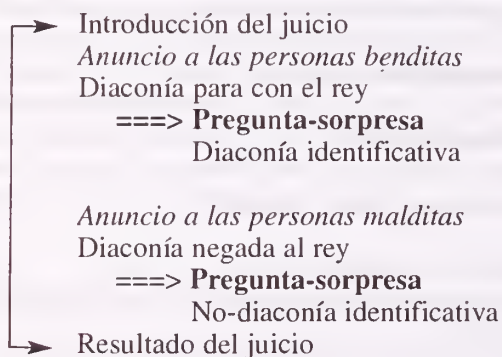 Introducción del juicio
Anuncio a las personas benditas
Diaconía para con el rey
===> Pregunta-sorpresa
Diaconía identificativa
Anuncio a las personas malditas
Diaconía negada al rey
===> Pregunta-sorpresa
No-diaconía identificativa
Resultado del juicio